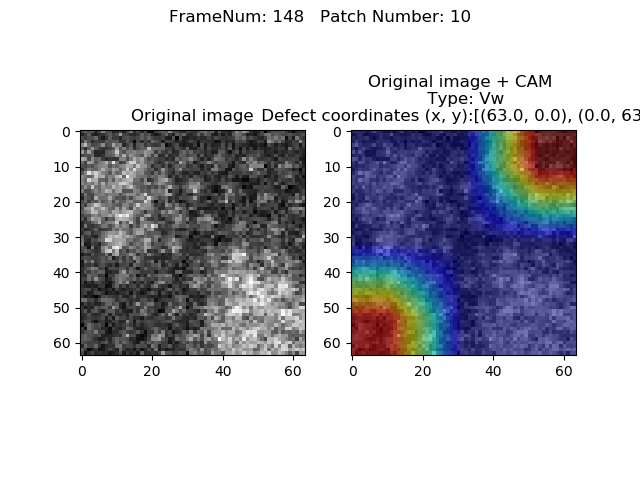 FrameNum: 148   Patch Number: 10
Original image + CAM
Type: Vw
Original image
Defect coordinates (x, y):[(63.0, 0.0), (0.0, 63
0
10
20
30
40
50
60
0 20 40 60
0
10
20
30
40
50
60
0 20 40 60